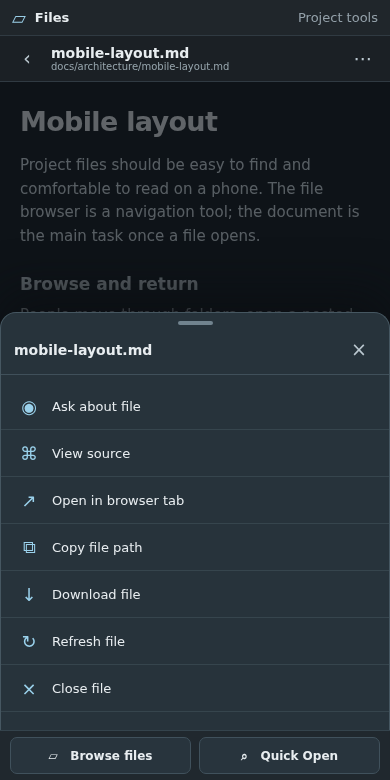 Files
Project tools
mobile-layout.md
docs/architecture/mobile-layout.md
Mobile layout
Project files should be easy to find and
comfortable to read on a phone. The file
browser is a navigation tool; the document is
the main task once a file opens.
Browse and return
mobile-layout.md
Ask about file
View source
Open in browser tab
Copy file path
Download file
Refresh file
Close file
Browse files
Quick Open